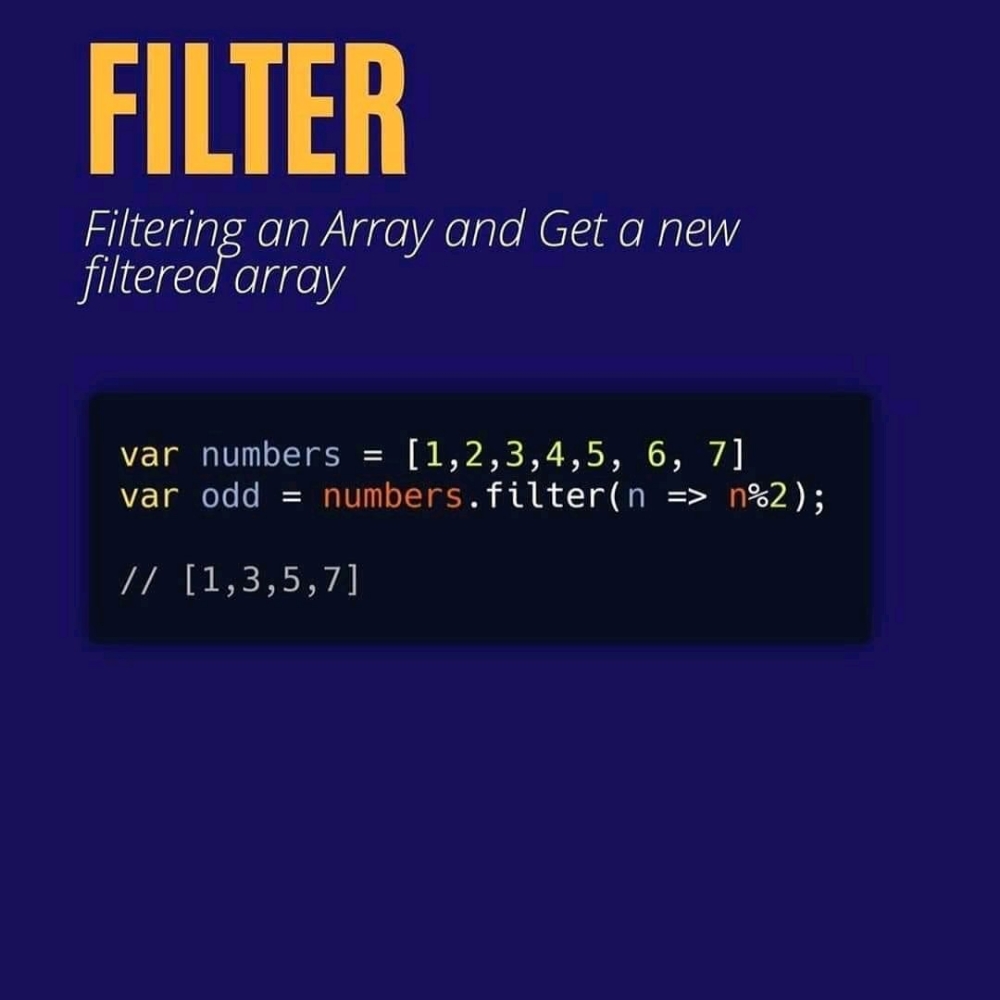 FILTER
Filtering an Array and Get a new
filtered array
var numbers = [1,2,3,4,5, 6, 7]
var odd = numbers.filter(n => n%2);
// [1,3,5,7]